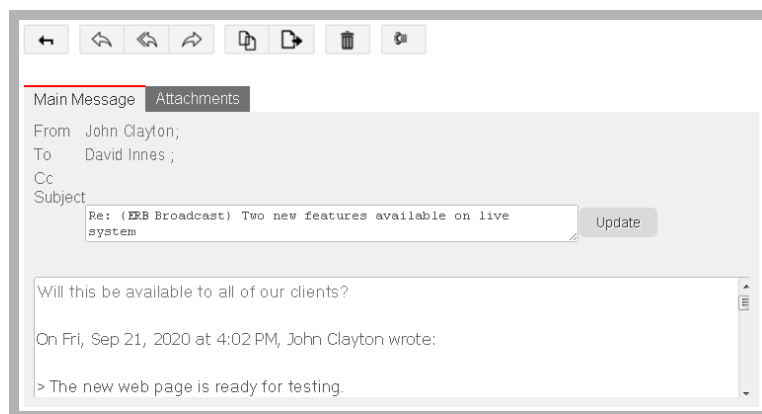 Main Message Attachments
From John Clayton;
To David Innes ;
Cc
Subject
Re: (ERB Broadcast) Two new features available on live
system
Update
Will this be available to all of our clients?
On Fri, Sep 21, 2020 at 4:02 PM, John Clayton wrote:
> The new web page is ready for testing.